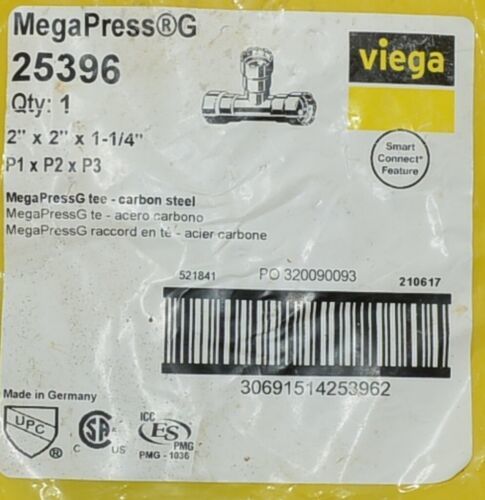 MegaPress®G
25396
Qty: 1
2" x 2" x 1-1/4"
P1 x P2 x P3
viega
Smart
Connect®
Feature
MegaPressG tee - carbon steel
MegaPressG te - acero carbono
MegaPressG raccord en té - acier carbone
521841
PO 320090093
210617
30691514253962
Made in Germany
UPC ®
C SA ® US
ICC
ES
PMG
PMG - 1036